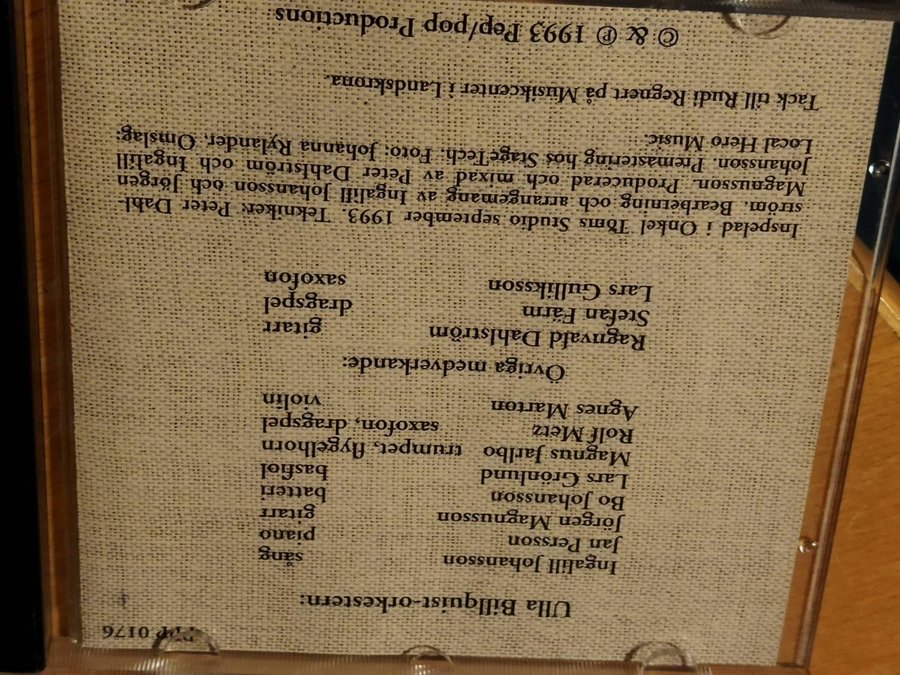 PPP 0176
Ulla Billquist-orkestern:
Ingalill Johansson sång
Jan Persson piano
Jörgen Magnusson gitarr
Bo Johansson batteri
Lars Grönlund basfiol
Magnus Jarlbo trumpet, flygelhorn
Rolf Metz saxofon, dragspel
Agnes Marton violin
Övriga medverkande:
Ragnvald Dahlström gitarr
Stefan Färm dragspel
Lars Gulliksson saxofon
Inspelad i Onkel Toms Studio september 1993. Tekniker: Peter Dahl-
ström. Bearbetning och arrangemang av Ingalill Johansson och Jörgen
Magnusson. Producerad och mixad av Peter Dahlström och Ingalill
Johansson. Premastering hos StageTech. Foto: Johanna Rylander, Omslag:
Local Hero Music.
Tack till Rudi Regnert på Musikcenter i Landskrona.
© & ℗ 1993 Pep/pop Productions